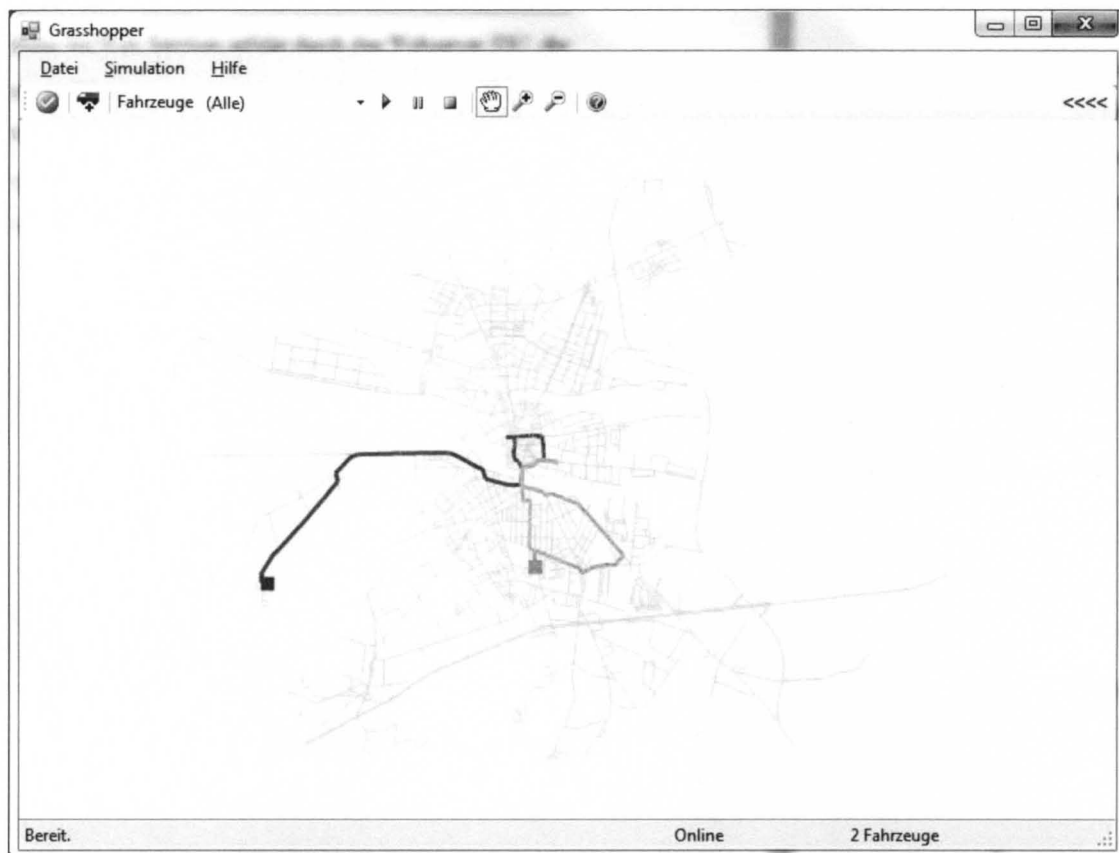 Grasshopper
Datei Simulation Hilfe
Fahrzeuge (Alle) <<<<
Bereit. Online 2 Fahrzeuge